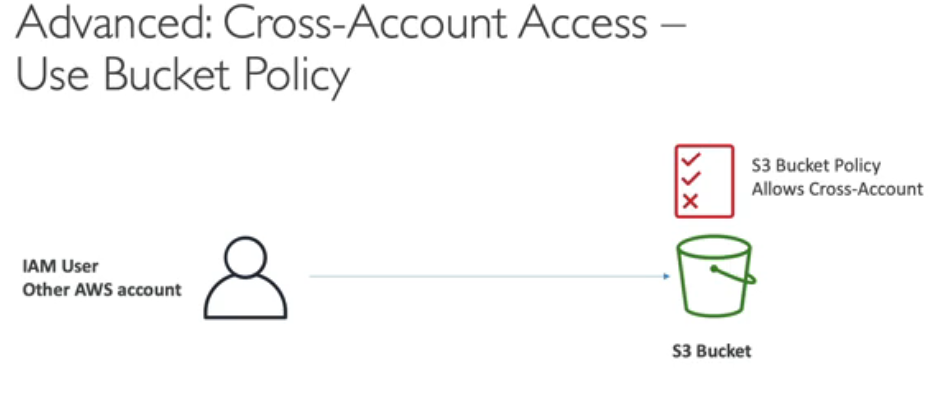 Advanced: Cross-Account Access –
Use Bucket Policy
S3 Bucket Policy
Allows Cross-Account
IAM User
Other AWS account
S3 Bucket